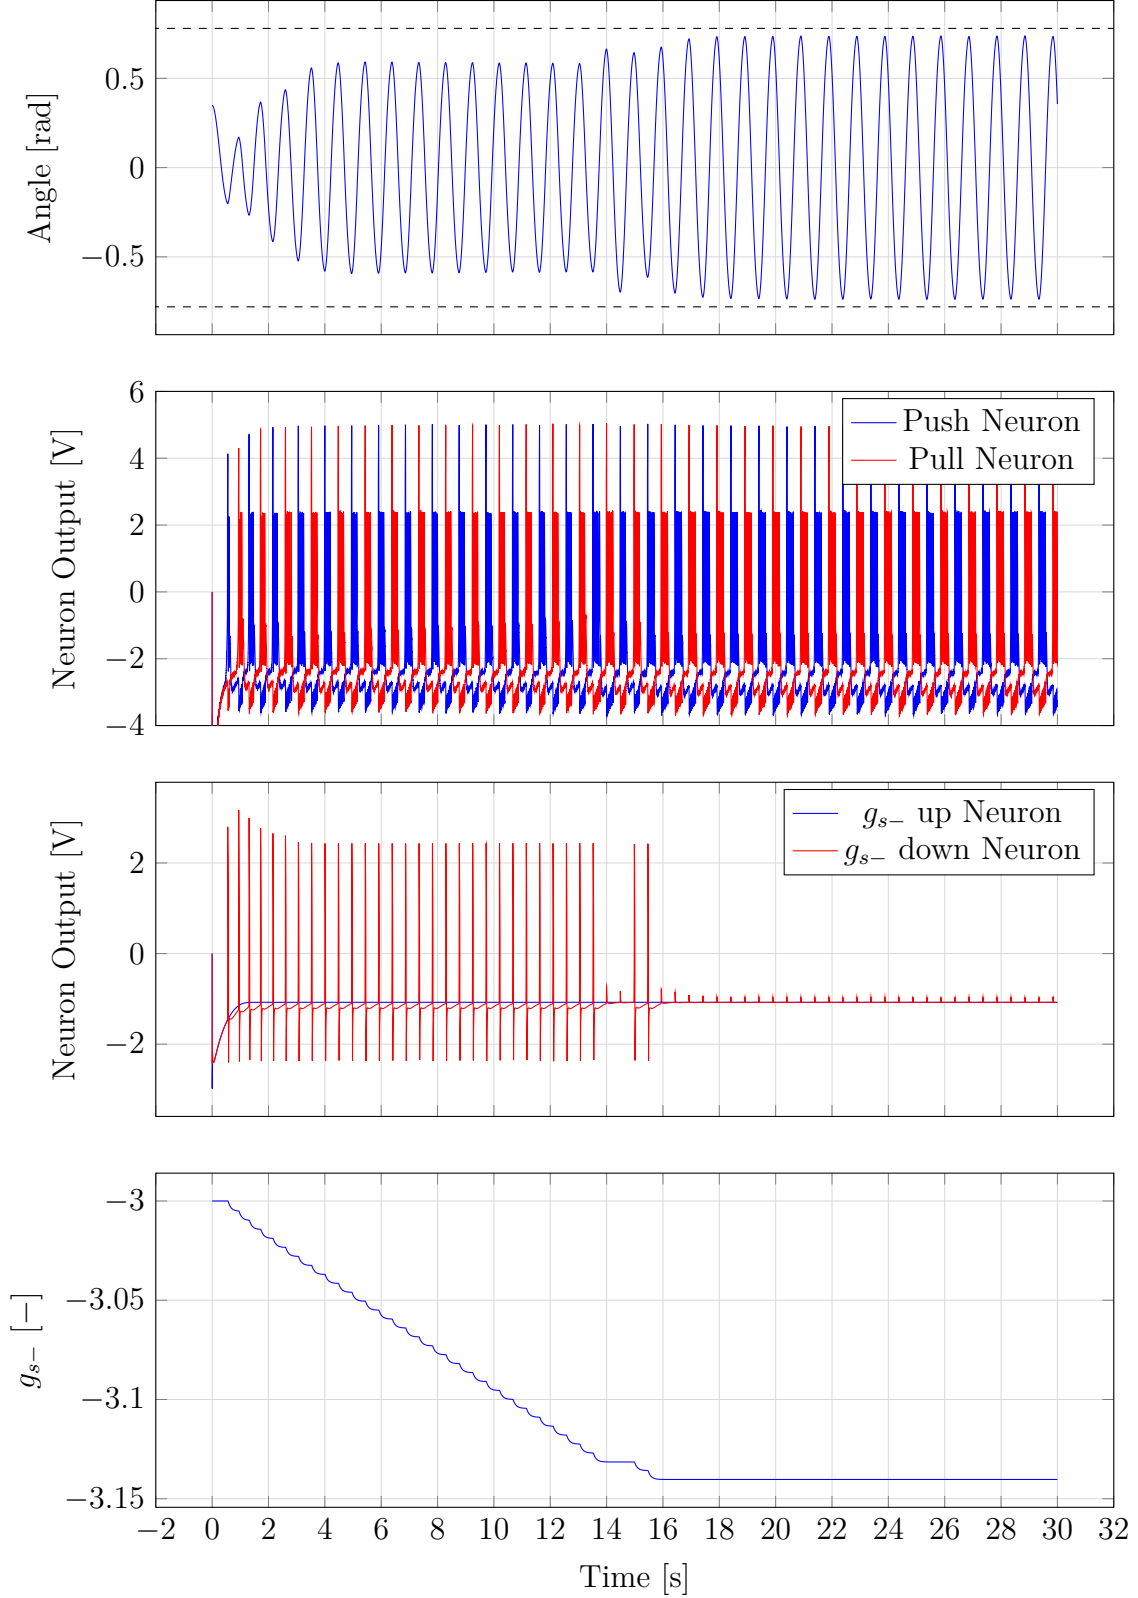 0.5
0
−0.5
Angle [rad]
6
4
2
0
−2
−4
Neuron Output [V]
Push Neuron
Pull Neuron
2
0
−2
Neuron Output [V]
g_{s−} up Neuron
g_{s−} down Neuron
−3
−3.05
−3.1
−3.15
g_{s−} [−]
−2 0 2 4 6 8 10 12 14 16 18 20 22 24 26 28 30 32
Time [s]